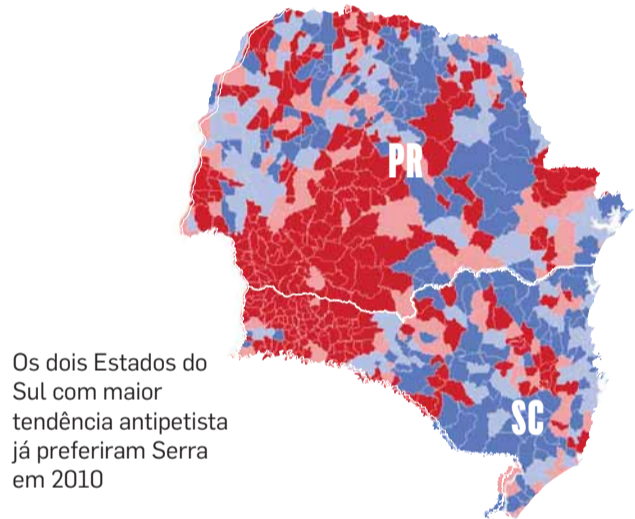 PR
Os dois Estados do
Sul com maior
tendência antipetista
já preferiram Serra
em 2010
SC